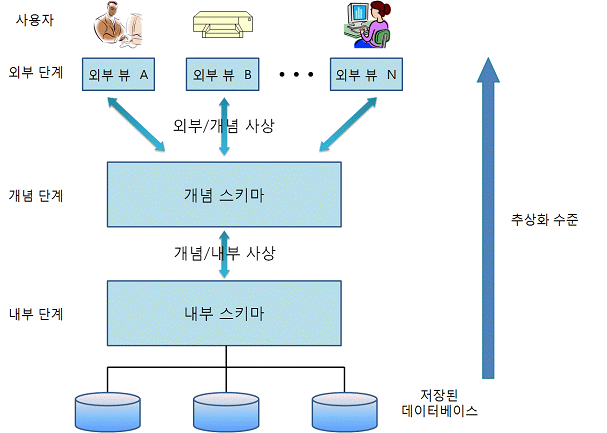 사용자
외부 단계
외부 뷰 A
외부 뷰 B
외부 뷰 N
외부/개념 사상
개념 단계
개념 스키마
추상화 수준
개념/내부 사상
내부 단계
내부 스키마
저장된
데이터베이스